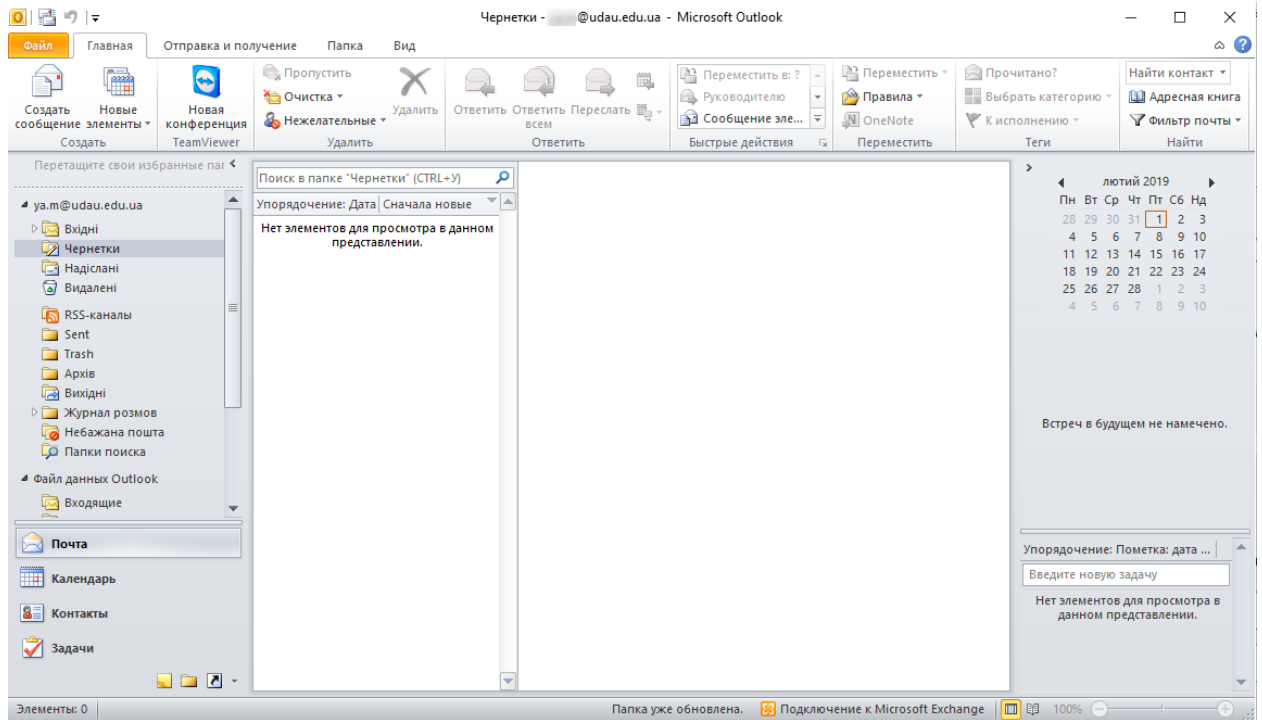 Чернетки - @udau.edu.ua - Microsoft Outlook
Файл Главная Отправка и получение Папка Вид
Создать сообщение
Новые элементы
Создать
Новая конференция
TeamViewer
Пропустить
Очистка
Нежелательные
Удалить
Удалить
Ответить
Ответить всем
Переслать
Ответить
Переместить в: ?
Руководителю
Сообщение эле...
Быстрые действия
Переместить
Правила
OneNote
Переместить
Прочитано?
Выбрать категорию
К исполнению
Теги
Найти контакт
Адресная книга
Фильтр почты
Найти
Перетащите свои избранные пап
ya.m@udau.edu.ua
Вхідні
Чернетки
Надіслані
Видалені
RSS-каналы
Sent
Trash
Архів
Вихідні
Журнал розмов
Небажана пошта
Папки поиска
Файл данных Outlook
Входящие
Почта
Календарь
Контакты
Задачи
Поиск в папке "Чернетки" (CTRL+У)
Упорядочение: Дата Сначала новые
Нет элементов для просмотра в данном
представлении.
лютий 2019
Пн Вт Ср Чт Пт Сб Нд
28 29 30 31 1 2 3
4 5 6 7 8 9 10
11 12 13 14 15 16 17
18 19 20 21 22 23 24
25 26 27 28 1 2 3
4 5 6 7 8 9 10
Встреч в будущем не намечено.
Упорядочение: Пометка: дата ...
Введите новую задачу
Нет элементов для просмотра в
данном представлении.
Элементы: 0
Папка уже обновлена. Подключение к Microsoft Exchange 100%